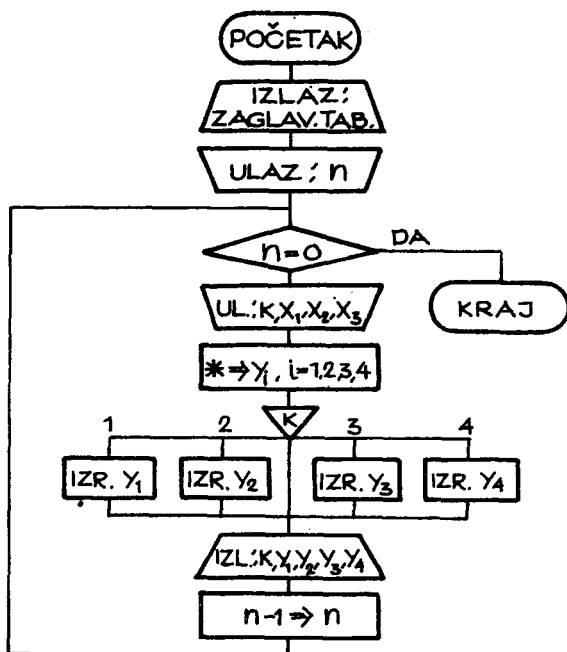 POČETAK
IZLAZ:
ZAGLAV.TAB.
ULAZ: n
n=0
DA
KRAJ
UL.:K,X₁,X₂,X₃
*⇒Yᵢ, i=1,2,3,4
K
1 2 3 4
IZR. Y₁ IZR. Y₂ IZR. Y₃ IZR. Y₄
IZL.:K,Y₁,Y₂,Y₃,Y₄
n-1⇒n